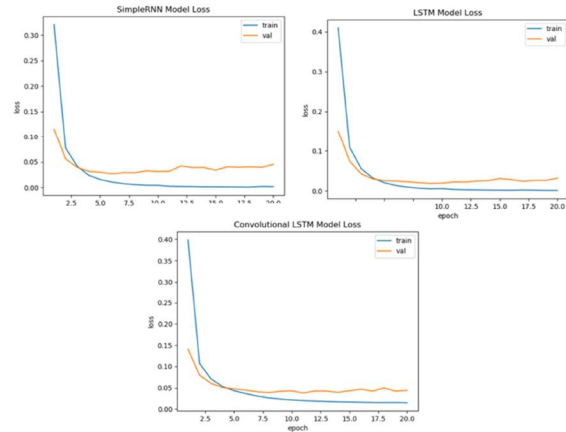 SimpleRNN Model Loss
train
val
loss
0.30
0.25
0.20
0.15
0.10
0.05
0.00
2.5 5.0 7.5 10.0 12.5 15.0 17.5 20.0
LSTM Model Loss
train
val
loss
0.4
0.3
0.2
0.1
0.0
10.0 12.5 15.0 17.5 20.0
epoch
Convolutional LSTM Model Loss
train
val
loss
0.40
0.35
0.30
0.25
0.20
0.15
0.10
0.05
0.00
2.5 5.0 7.5 10.0 12.5 15.0 17.5 20.0
epoch